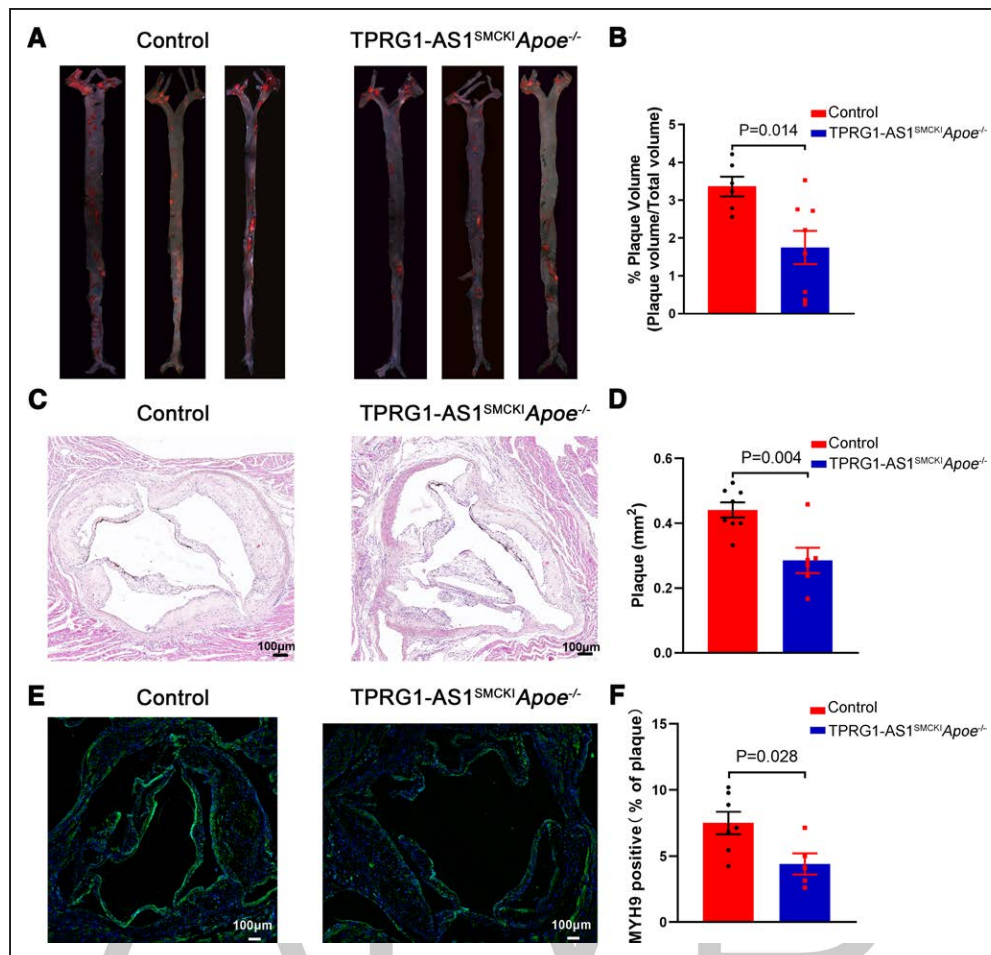 A
Control
TPRG1-AS1SMCKIApoe-/-
B
Control
TPRG1-AS1SMCKIApoe-/-
P=0.014
% Plaque Volume
(Plaque volume/Total volume)
5
4
3
2
1
0
C
Control
TPRG1-AS1SMCKIApoe-/-
100μm
100μm
D
Control
TPRG1-AS1SMCKIApoe-/-
P=0.004
Plaque (mm2)
0.6
0.4
0.2
0.0
E
Control
TPRG1-AS1SMCKIApoe-/-
100μm
100μm
F
Control
TPRG1-AS1SMCKIApoe-/-
P=0.028
MYH9 positive( % of plaque)
15
10
5
0